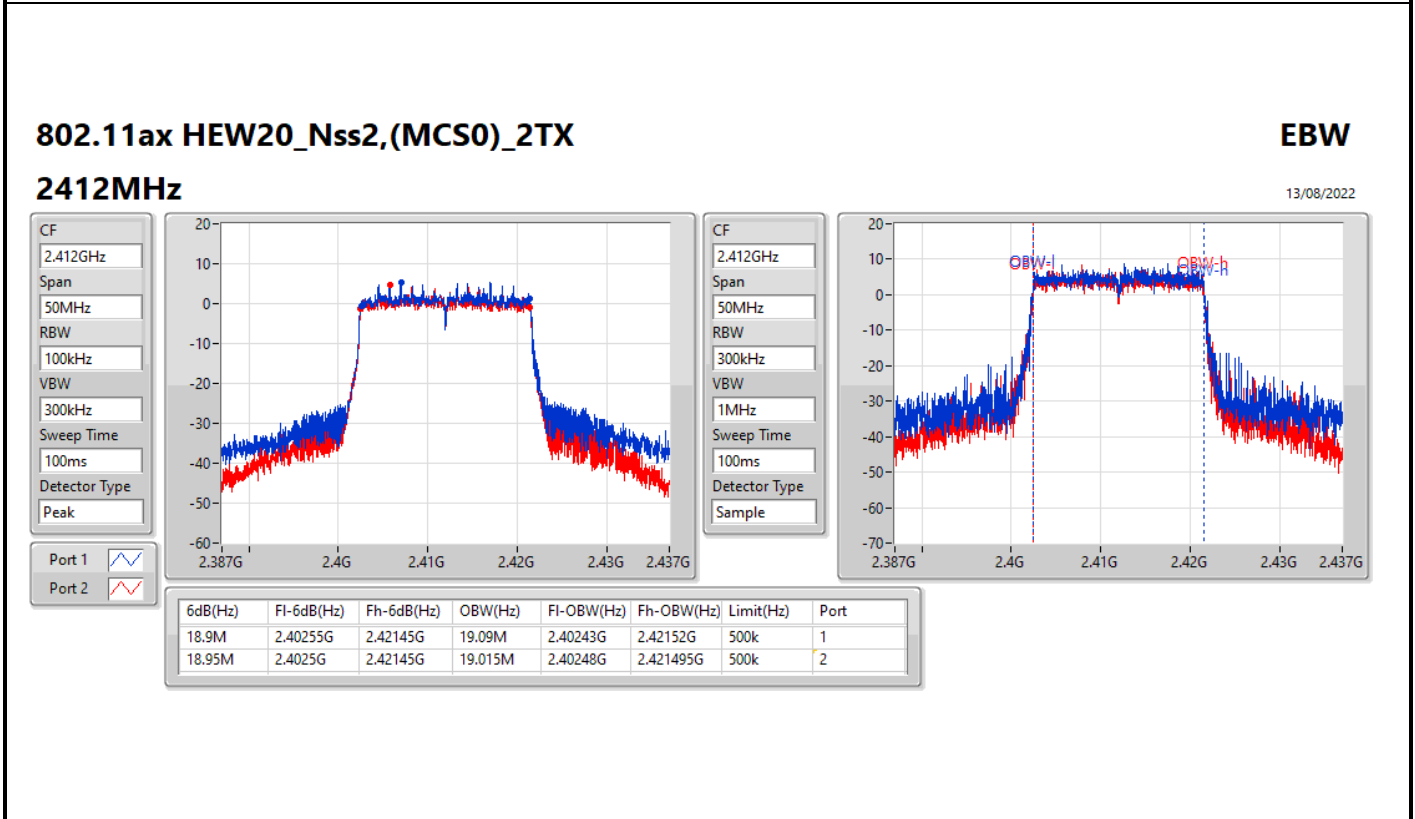 802.11ax HEW20_Nss2,(MCS0)_2TX
EBW
2412MHz
13/08/2022
CF
2.412GHz
Span
50MHz
RBW
100kHz
VBW
300kHz
Sweep Time
100ms
Detector Type
Peak
Port 1
Port 2
20
10
0
-10
-20
-30
-40
-50
-60
2.387G 2.4G 2.41G 2.42G 2.43G 2.437G
CF
2.412GHz
Span
50MHz
RBW
300kHz
VBW
1MHz
Sweep Time
100ms
Detector Type
Sample
20
10
0
-10
-20
-30
-40
-50
-60
-70
OBW-l OBW-h
OBW-l OBW-h
2.387G 2.4G 2.41G 2.42G 2.43G 2.437G
6dB(Hz) Fl-6dB(Hz) Fh-6dB(Hz) OBW(Hz) Fl-OBW(Hz) Fh-OBW(Hz) Limit(Hz) Port
18.9M 2.40255G 2.42145G 19.09M 2.40243G 2.42152G 500k 1
18.95M 2.4025G 2.42145G 19.015M 2.40248G 2.421495G 500k 2